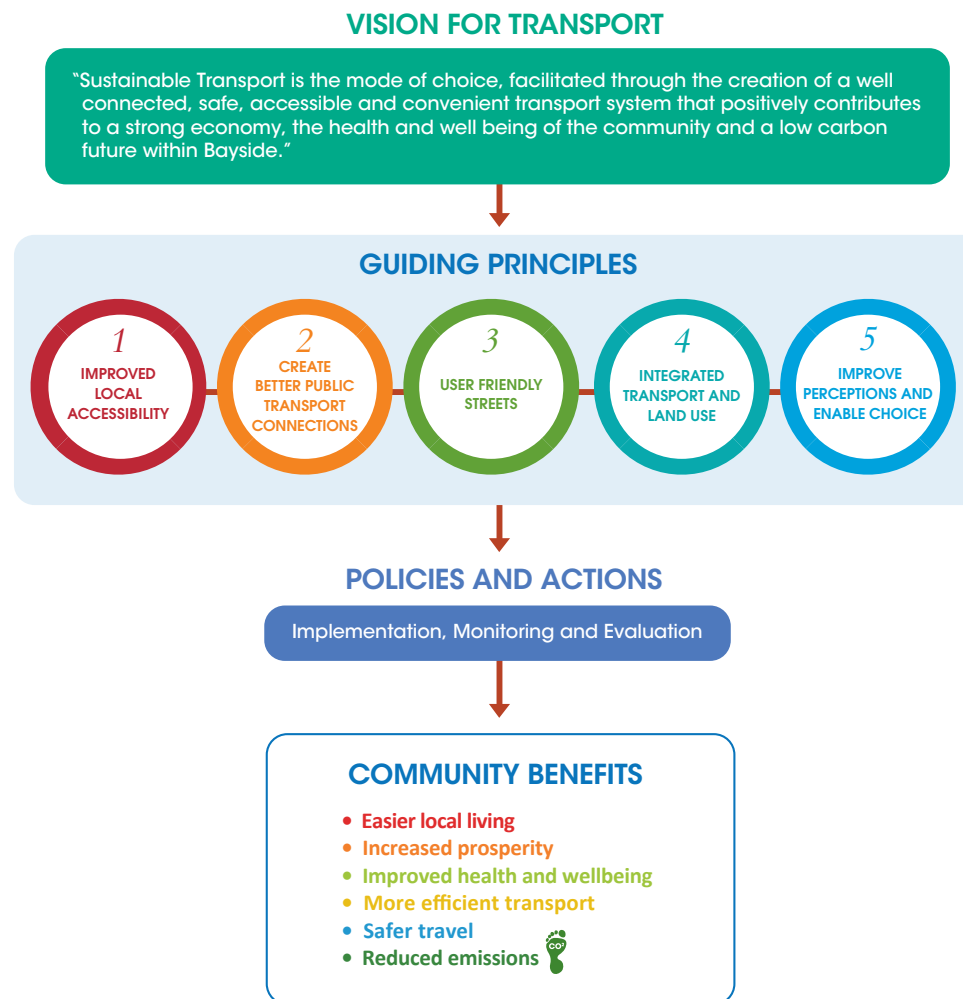 VISION FOR TRANSPORT
“Sustainable Transport is the mode of choice, facilitated through the creation of a well
connected, safe, accessible and convenient transport system that positively contributes
to a strong economy, the health and well being of the community and a low carbon
future within Bayside.”
GUIDING PRINCIPLES
1
IMPROVED
LOCAL
ACCESSIBILITY
2
CREATE
BETTER PUBLIC
TRANSPORT
CONNECTIONS
3
USER FRIENDLY
STREETS
4
INTEGRATED
TRANSPORT AND
LAND USE
5
IMPROVE
PERCEPTIONS AND
ENABLE CHOICE
POLICIES AND ACTIONS
Implementation, Monitoring and Evaluation
COMMUNITY BENEFITS
• Easier local living
• Increased prosperity
• Improved health and wellbeing
• More efficient transport
• Safer travel
• Reduced emissions
CO²